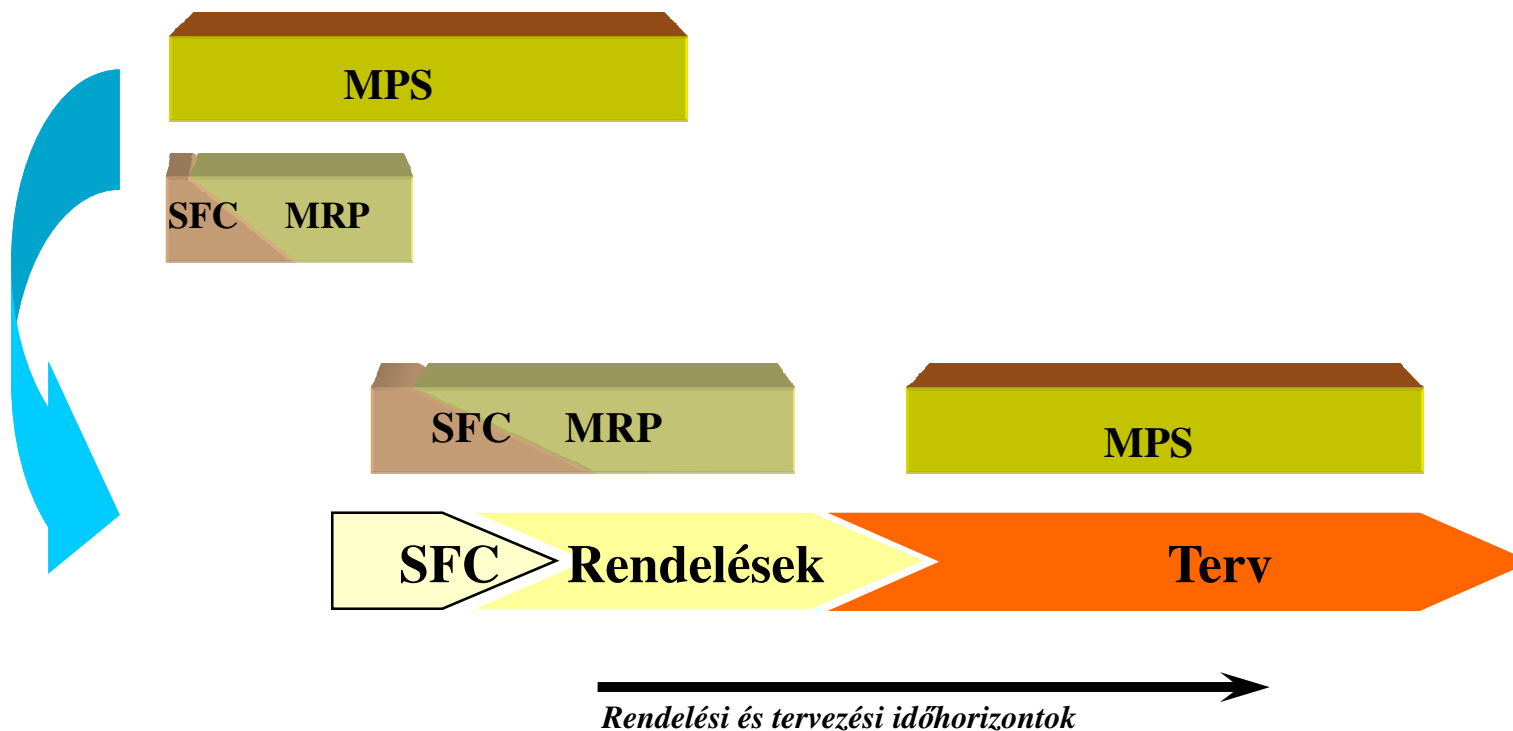 MPS
SFC MRP
SFC MRP
MPS
SFC Rendelések Terv
Rendelési és tervezési időhorizontok